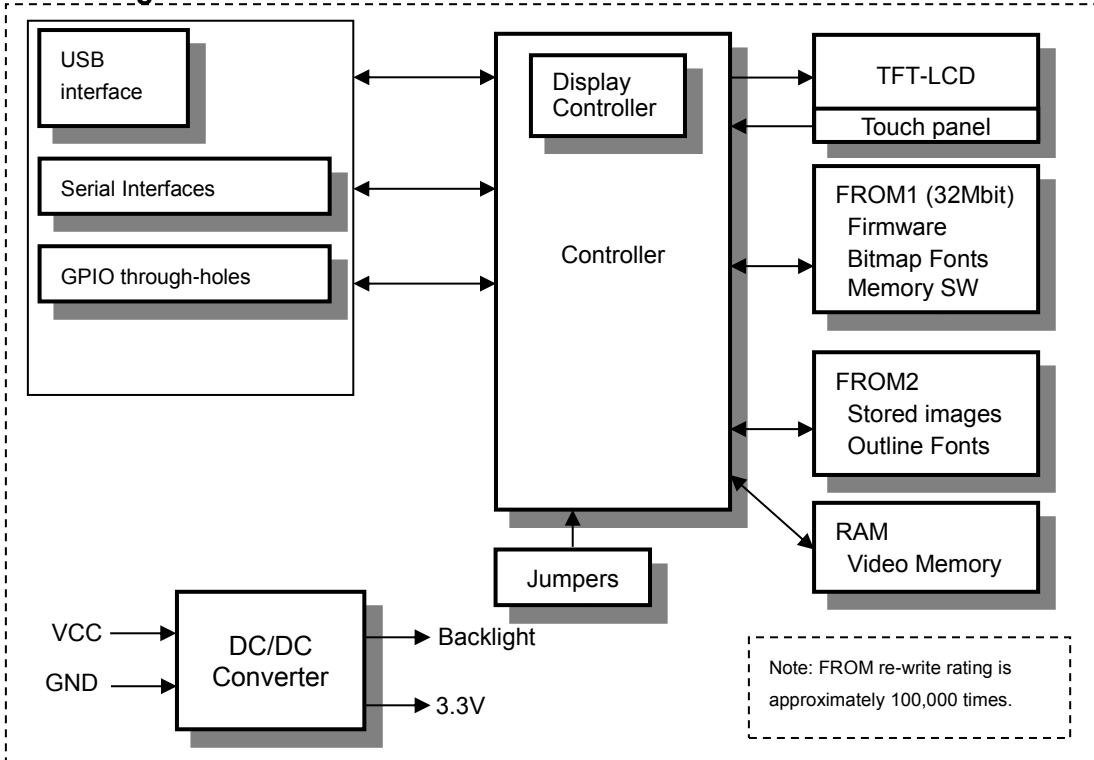 USB
interface
Serial Interfaces
GPIO through-holes
Display
Controller
Controller
TFT-LCD
Touch panel
FROM1 (32Mbit)
Firmware
Bitmap Fonts
Memory SW
FROM2
Stored images
Outline Fonts
RAM
Video Memory
Jumpers
VCC
GND
DC/DC
Converter
Backlight
3.3V
Note: FROM re-write rating is
approximately 100,000 times.